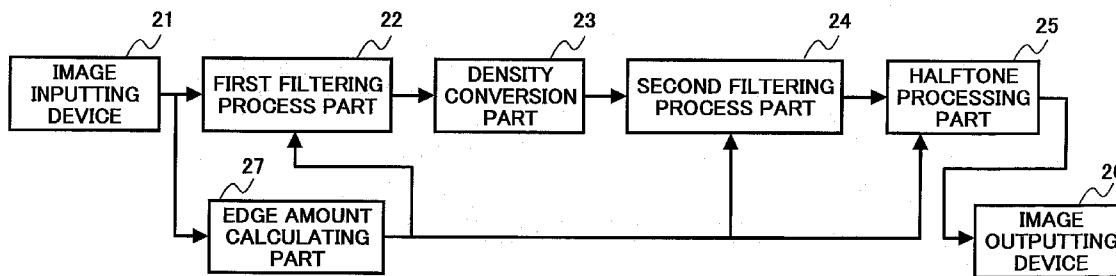 21
IMAGE
INPUTTING
DEVICE
22
FIRST FILTERING
PROCESS PART
23
DENSITY
CONVERSION
PART
24
SECOND FILTERING
PROCESS PART
25
HALFTONE
PROCESSING
PART
27
EDGE AMOUNT
CALCULATING
PART
IMAGE
OUTPUTTING
DEVICE